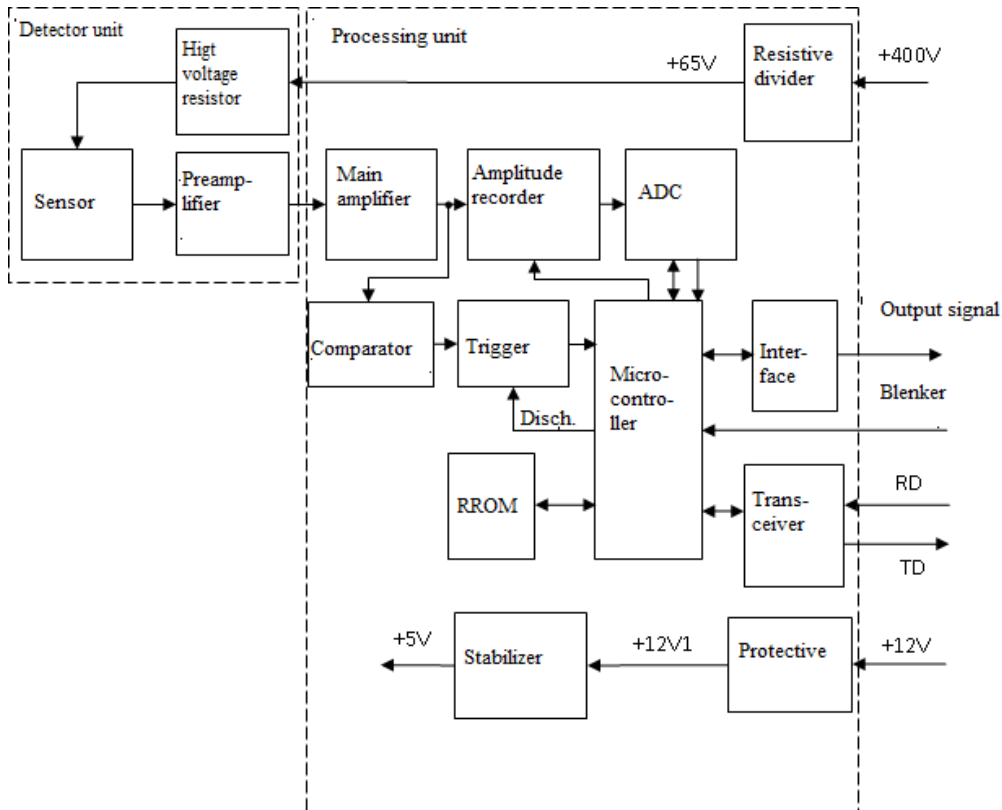 Detector unit
Processing unit
Higt
voltage
resistor
+65V
Resistive
divider
+400V
Sensor
Preamp-
lifier
Main
amplifier
Amplitude
recorder
ADC
Comparator
Trigger
Micro-
contro-
ller
Inter-
face
Output signal
Blenker
Disch.
RROM
Trans-
ceiver
RD
TD
+5V
Stabilizer
+12V1
Protective
+12V